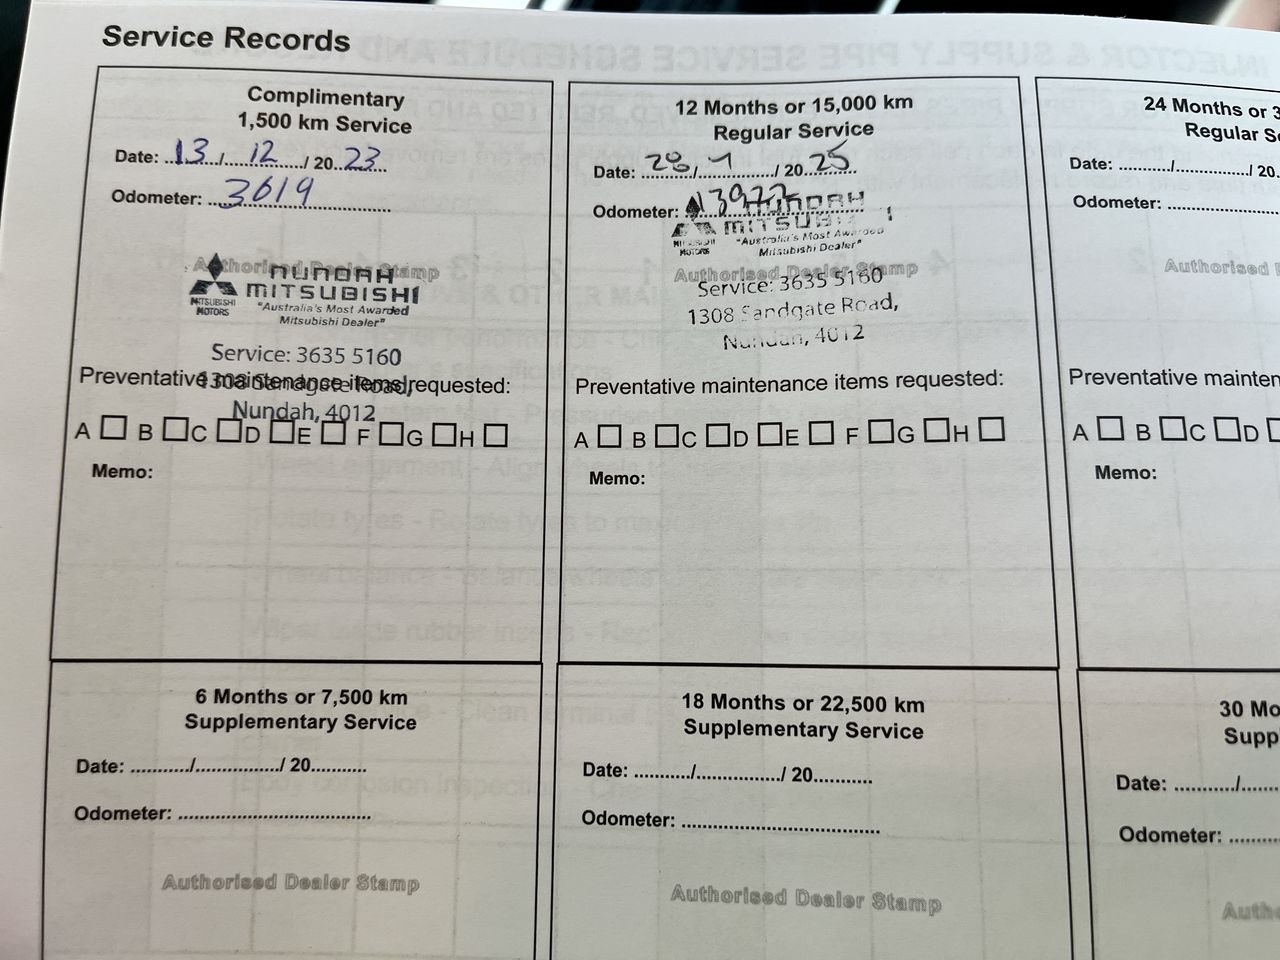 Service Records
Complimentary
1,500 km Service
Date: 13/12/2023
Odometer: 3619
Authorised Dealer Stamp
NUNDAH
MITSUBISHI
MITSUBISHI
MOTORS
"Australia's Most Awarded
Mitsubishi Dealer"
Service: 3635 5160
1308 Sandgate Road,
Nundah, 4012
Preventative maintenance items requested:
A B C D E F G H
Memo:
12 Months or 15,000 km
Regular Service
Date: 28/ /2025
Odometer:
NUNDAH
MITSUBI
MITSUBISHI
MOTORS
"Australia's Most Awarded
Mitsubishi Dealer"
Authorised Dealer Stamp
Service: 3635 5160
1308 Sandgate Road,
Nundah, 4012
Preventative maintenance items requested:
A B C D E F G H
Memo:
24 Months or 3
Regular Se
Date: ............/................/ 20.
Odometer: ........................
Authorised
Preventative mainten
A B C D
Memo:
6 Months or 7,500 km
Supplementary Service
Date: .........../................/ 20...........
Odometer: ......................................
Authorised Dealer Stamp
18 Months or 22,500 km
Supplementary Service
Date: .........../................/ 20............
Odometer: .......................................
Authorised Dealer Stamp
30 Mo
Supp
Date: .........../.......
Odometer: .........
Autho